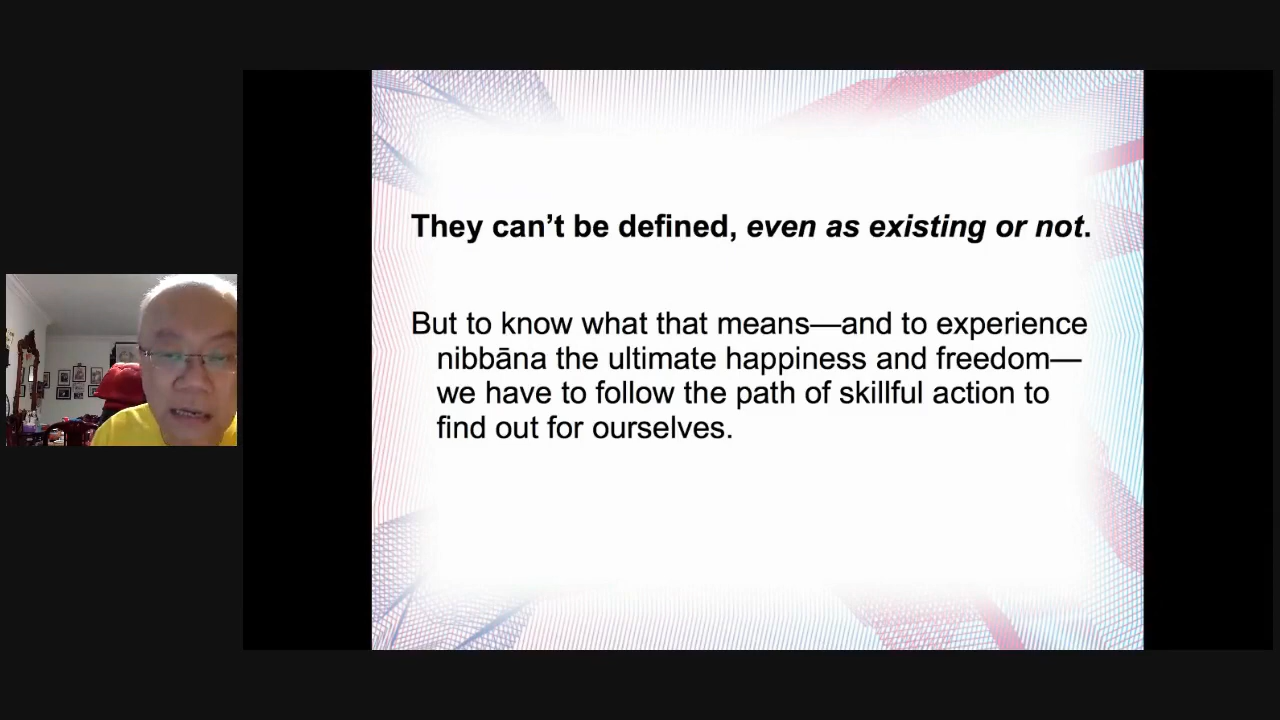 They can’t be defined, even as existing or not.
But to know what that means—and to experience
nibbāna the ultimate happiness and freedom—
we have to follow the path of skillful action to
find out for ourselves.